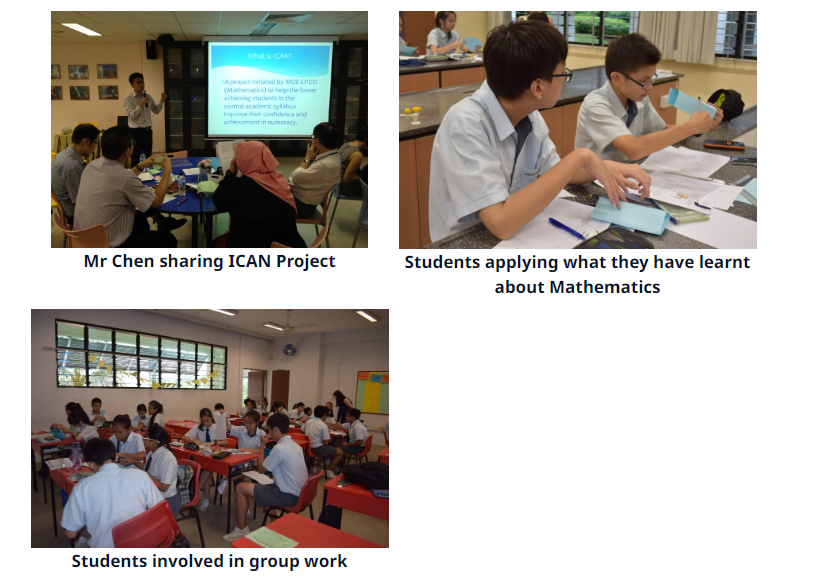 What is ICAN?
A project initiated by MOE CPDD
(Mathematics) to help the lower
achieving students in the
normal academic syllabus
improve their confidence and
achievement in numeracy.
Mr Chen sharing ICAN Project
Students applying what they have learnt
about Mathematics
Students involved in group work